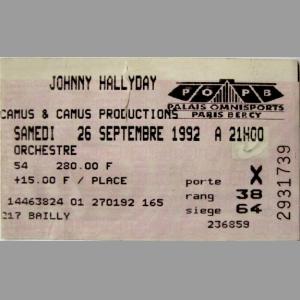 JOHNNY HALLYDAY
POPB
PALAIS OMNISPORTS
PARIS BERCY
CAMUS & CAMUS PRODUCTIONS
SAMEDI 26 SEPTEMBRE 1992 A 21H00
ORCHESTRE
54 280.00 F
+15.00 F / PLACE
porte X
rang 38
siege 64
14463824 01 270192 165
217 BAILLY
236859
2931739